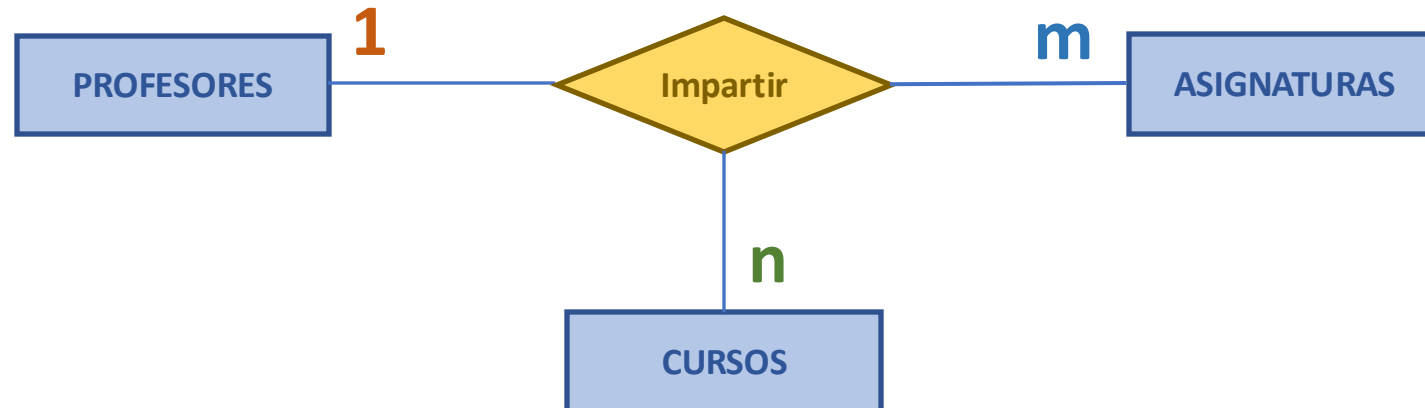 1
m
PROFESORES
Impartir
ASIGNATURAS
n
CURSOS